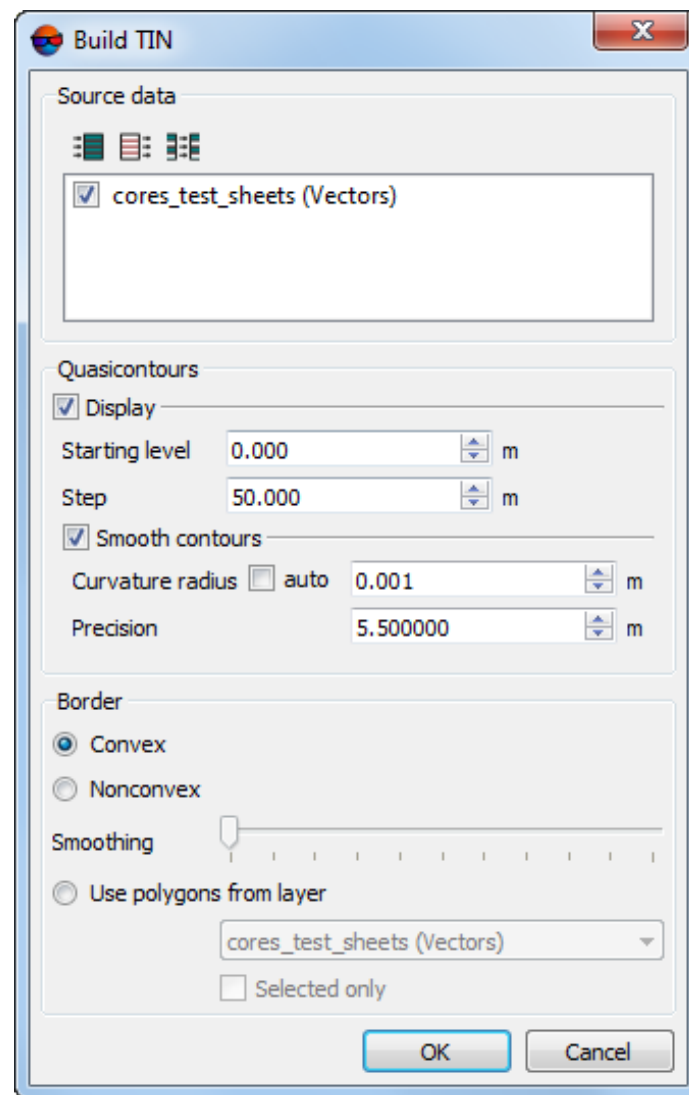 Build TIN
Source data
cores_test_sheets (Vectors)
Quasicontours
Display
Starting level 0.000 m
Step 50.000 m
Smooth contours
Curvature radius auto 0.001 m
Precision 5.500000 m
Border
Convex
Nonconvex
Smoothing
Use polygons from layer
cores_test_sheets (Vectors)
Selected only
OK Cancel